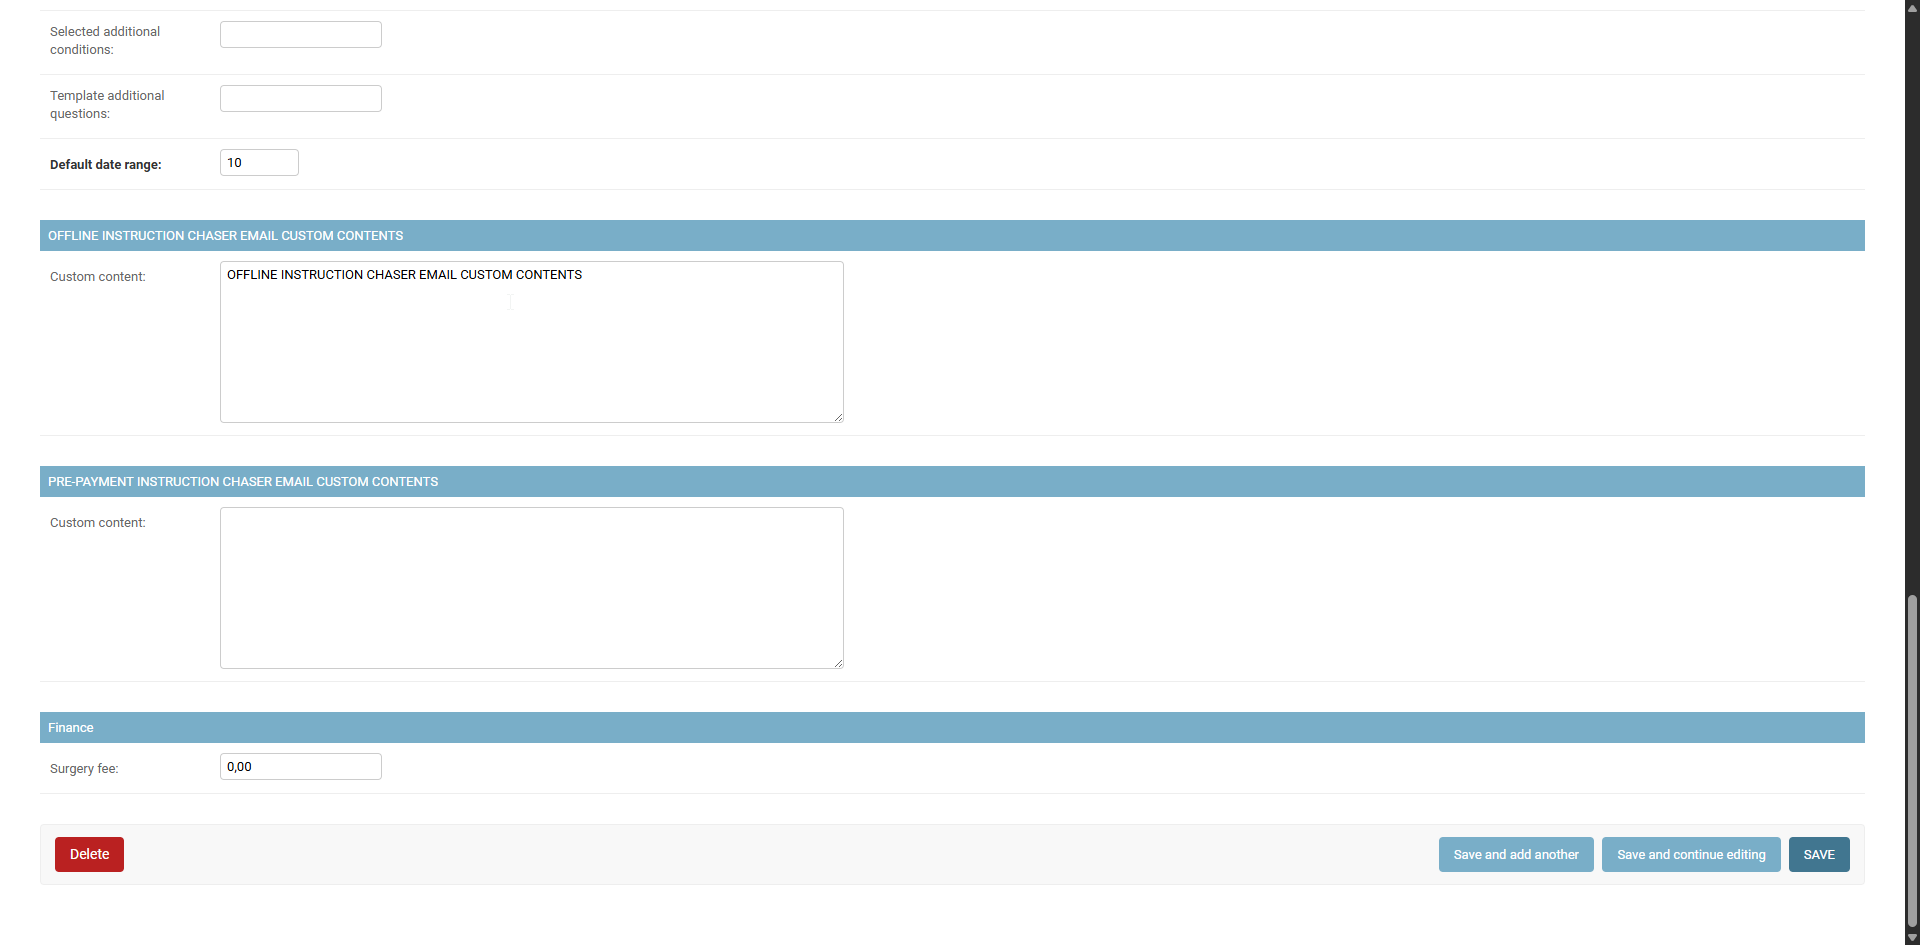 Selected additional
conditions:
Template additional
questions:
Default date range:
10
OFFLINE INSTRUCTION CHASER EMAIL CUSTOM CONTENTS
Custom content:
OFFLINE INSTRUCTION CHASER EMAIL CUSTOM CONTENTS
PRE-PAYMENT INSTRUCTION CHASER EMAIL CUSTOM CONTENTS
Custom content:
Finance
Surgery fee:
0,00
Delete
Save and add another
Save and continue editing
SAVE